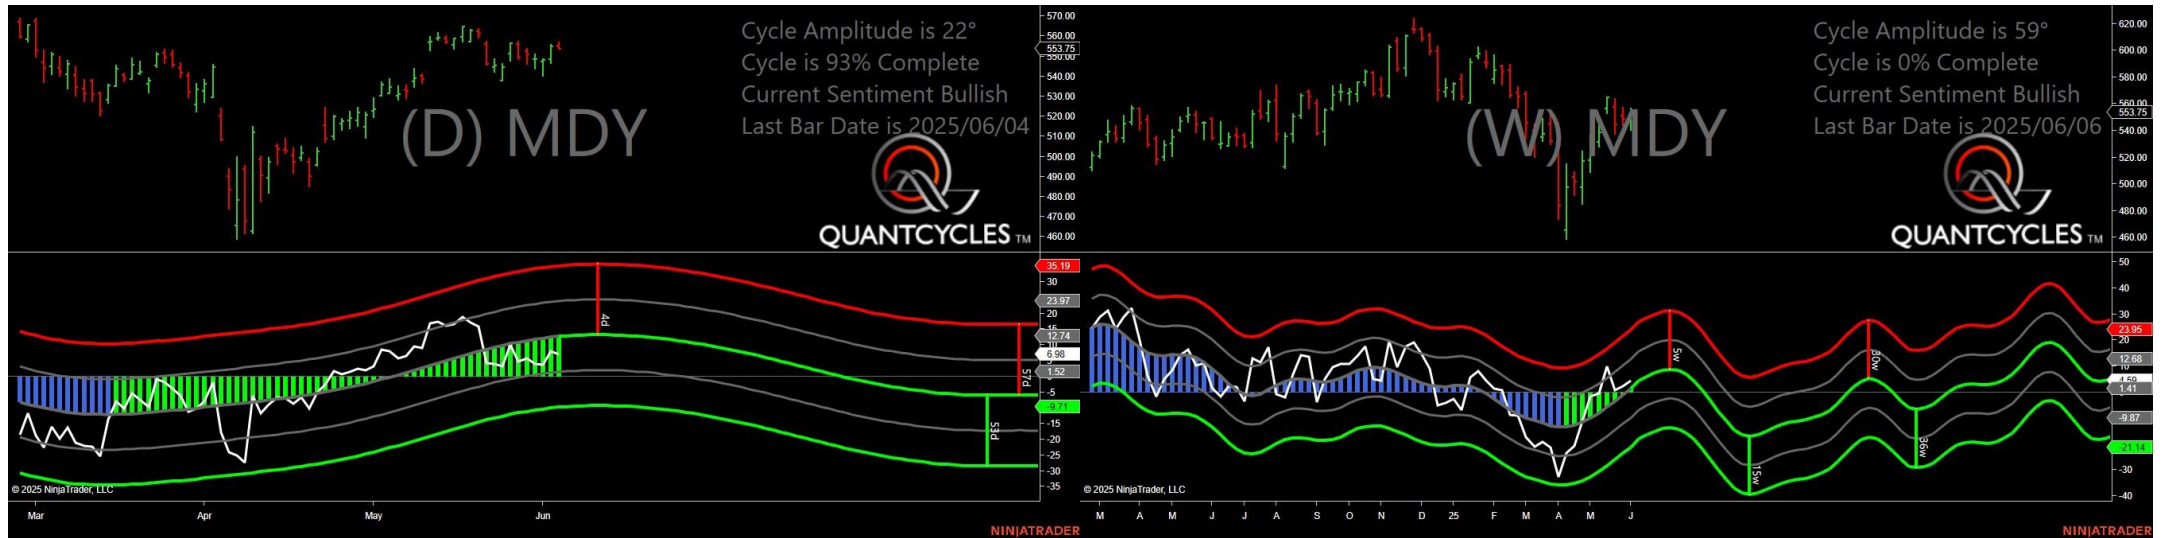 Cycle Amplitude is 22°
Cycle is 93% Complete
Current Sentiment Bullish
Last Bar Date is 2025/06/04
(D) MDY
QUANTCYCLES TM
570.00
560.00
553.75
550.00
540.00
530.00
520.00
510.00
500.00
490.00
480.00
470.00
460.00
35.19
30
23.97
20
15
12.74
10
6.98
1.52
-5
-9.71
-15
-20
-25
-30
-35
4d
57d
53d
© 2025 NinjaTrader, LLC
Mar Apr May Jun
NINJATRADER
Cycle Amplitude is 59°
Cycle is 0% Complete
Current Sentiment Bullish
Last Bar Date is 2025/06/06
(W) MDY
QUANTCYCLES TM
620.00
600.00
580.00
560.00
553.75
540.00
520.00
500.00
480.00
460.00
50
40
30
23.95
20
12.68
4.59
1.41
-9.87
-21.14
-30
-40
5w
30w
15w
36w
© 2025 NinjaTrader, LLC
M A M J J A S O N D 25 F M A M J
NINJATRADER